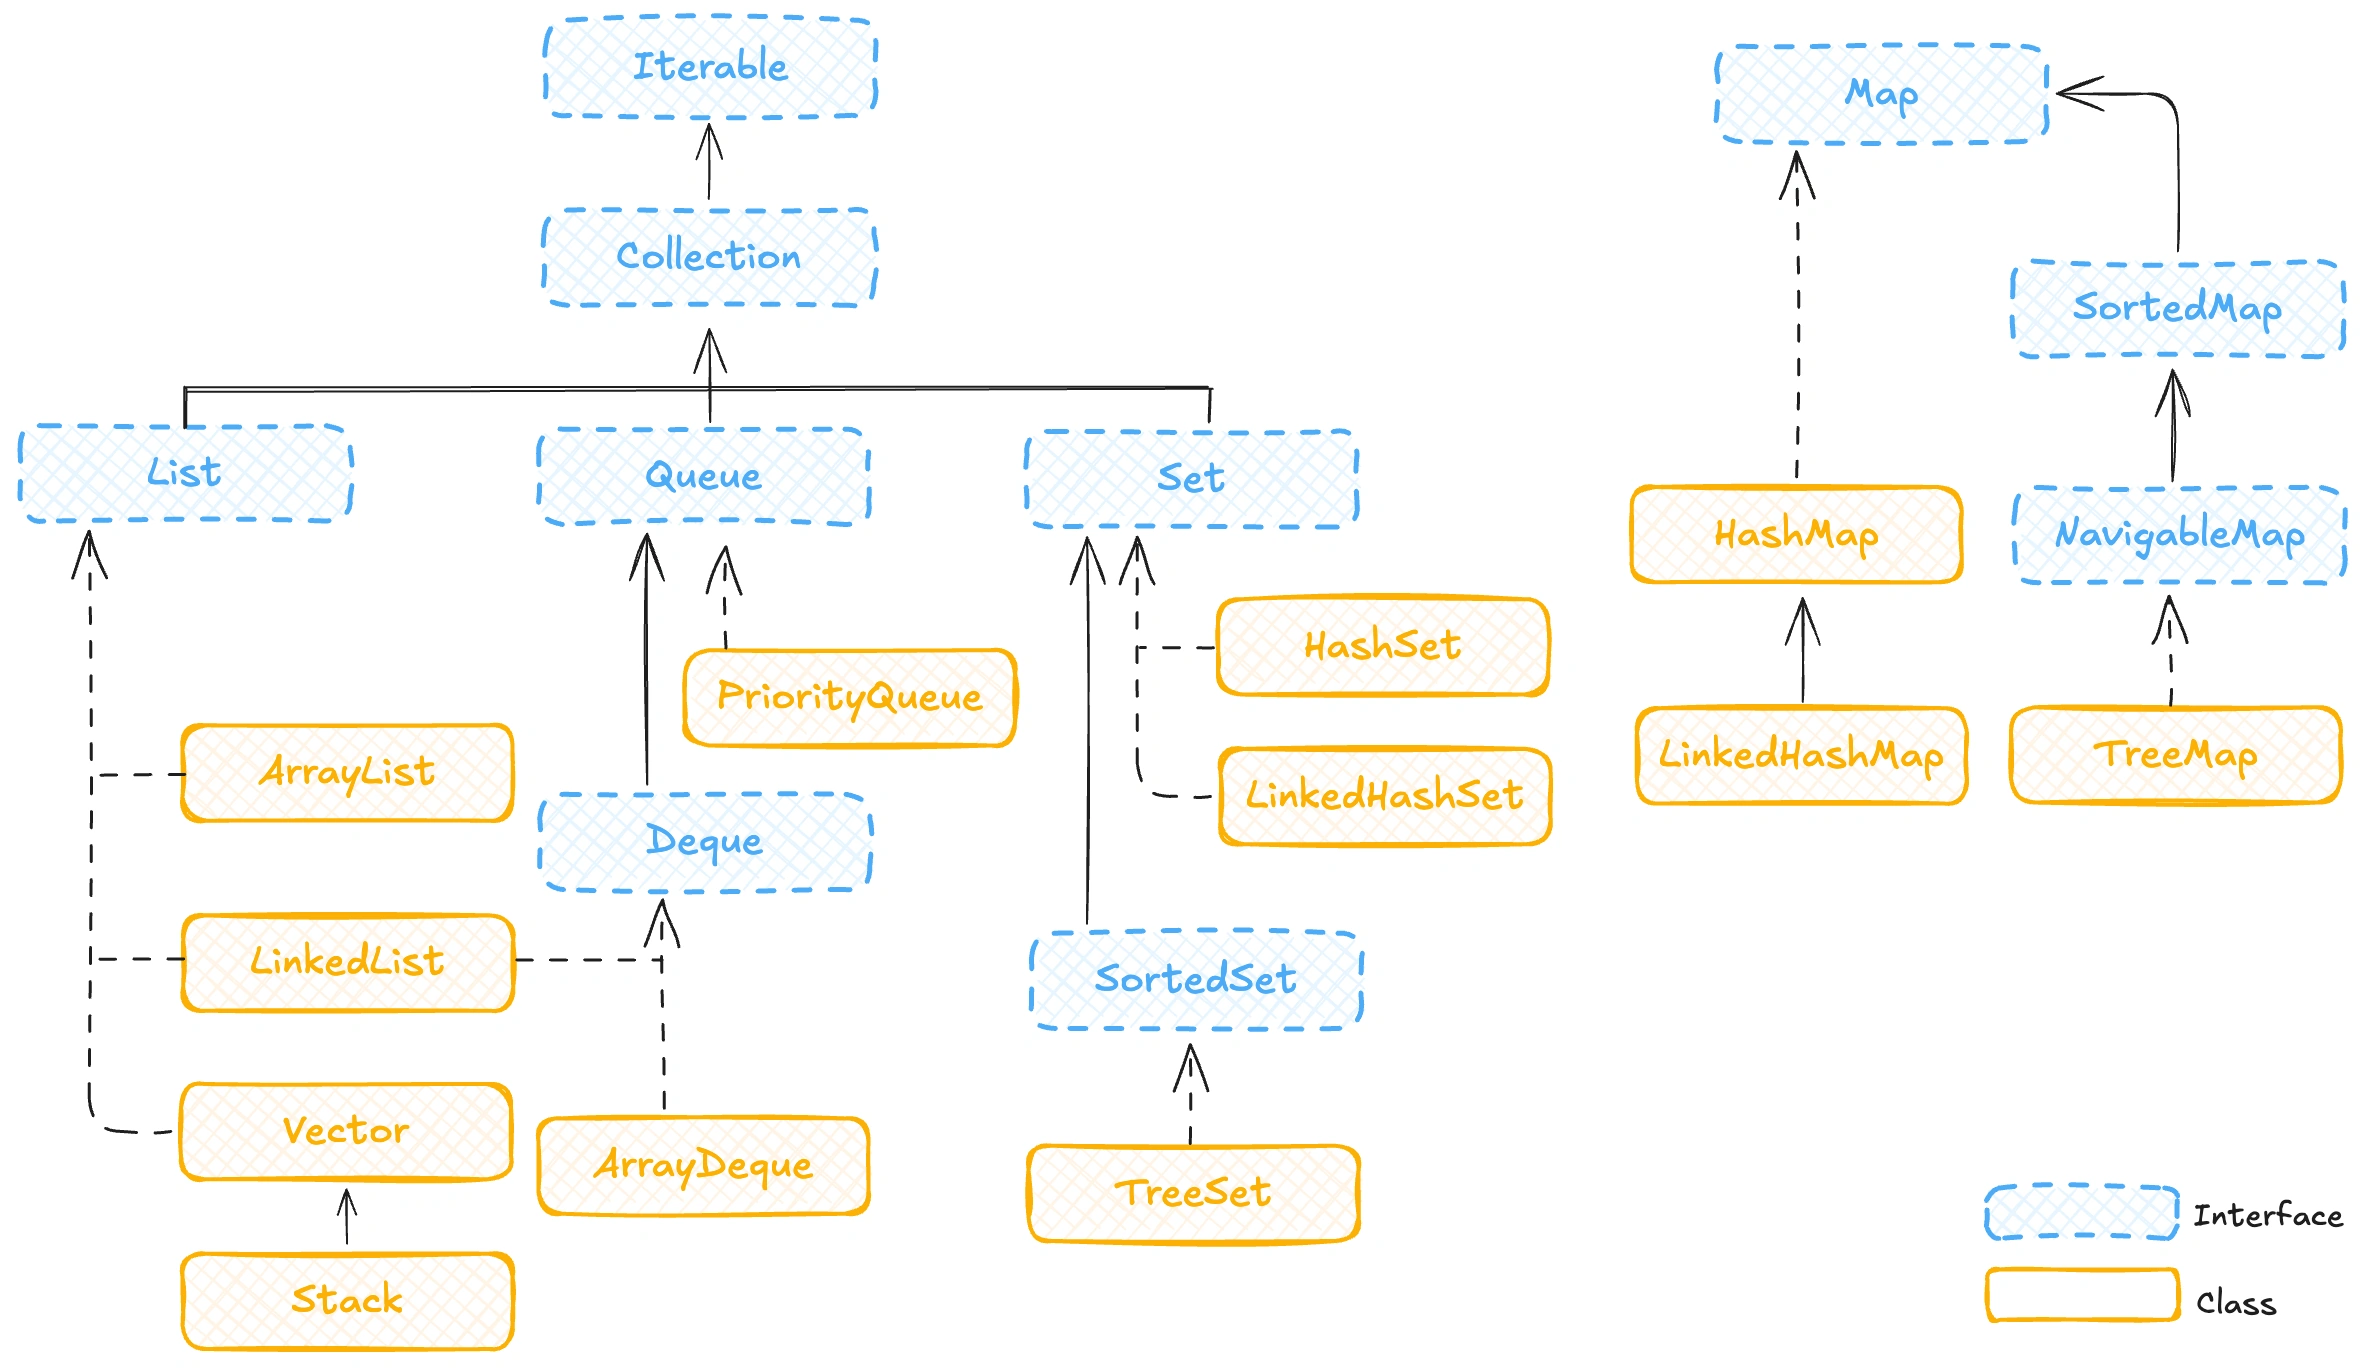 Iterable
Map
Collection
SortedMap
List
Queue
Set
HashMap
NavigableMap
HashSet
PriorityQueue
LinkedHashMap
TreeMap
ArrayList
LinkedHashSet
Deque
LinkedList
SortedSet
Vector
ArrayDeque
TreeSet
Interface
Stack
Class